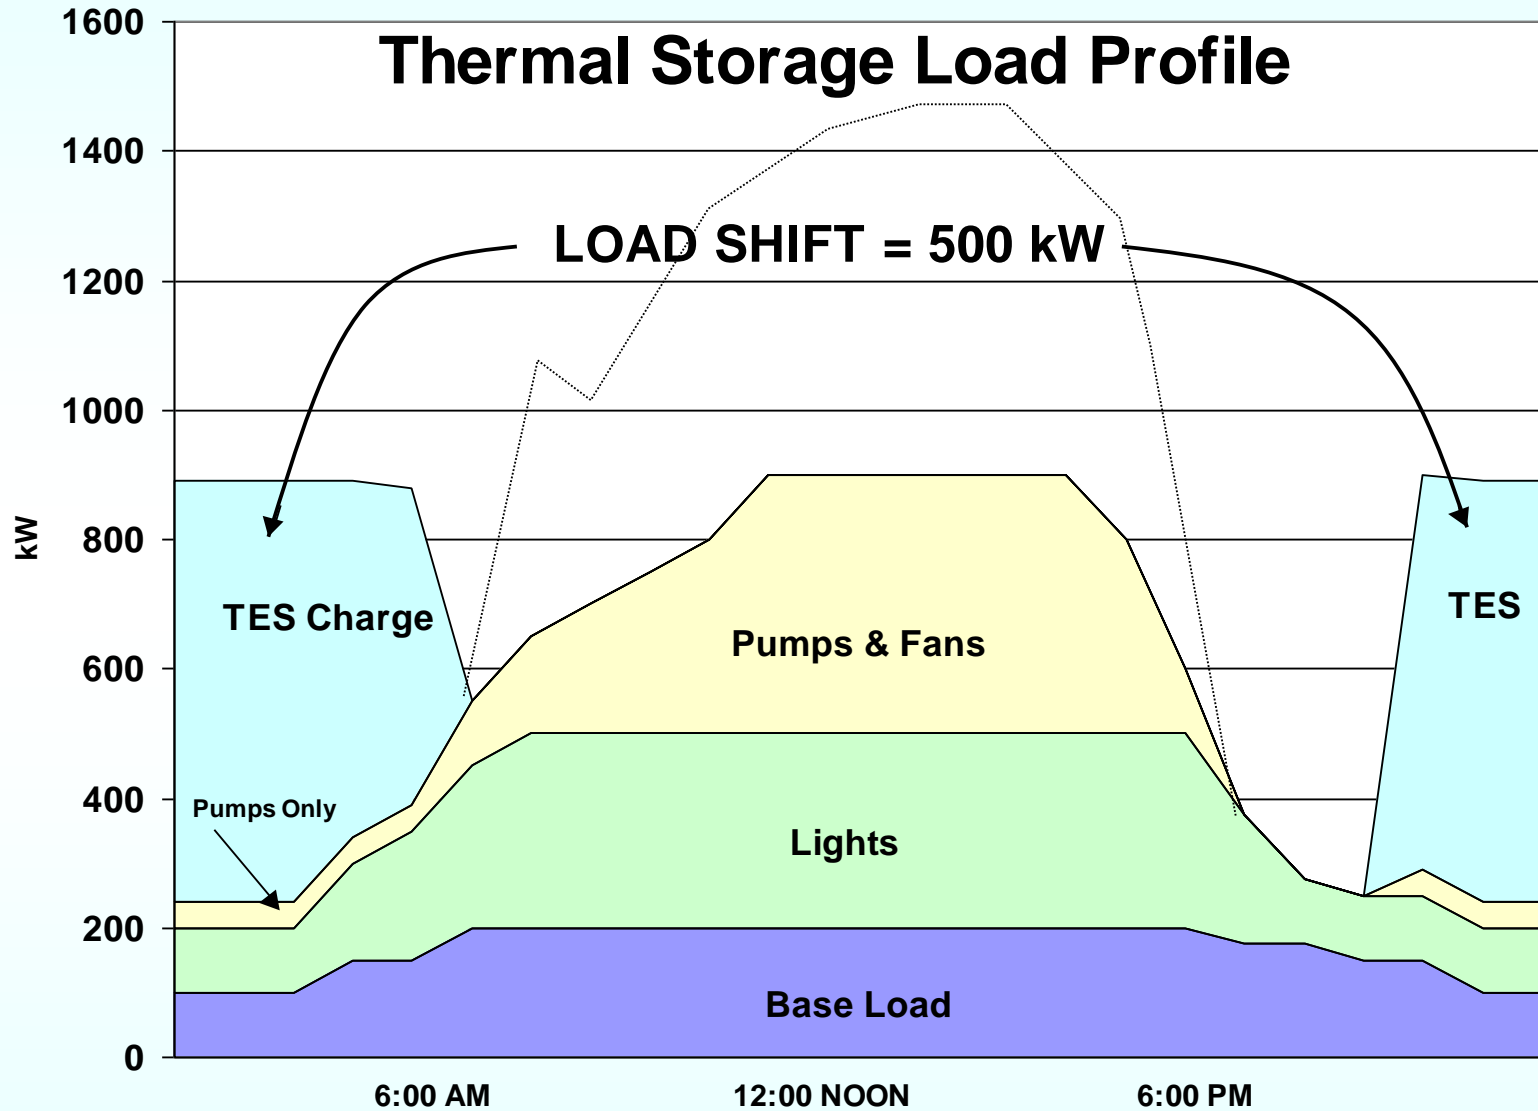 Thermal Storage Load Profile
1600
1400
1200
1000
800
600
400
200
0
kW
LOAD SHIFT = 500 kW
TES Charge
TES
Pumps & Fans
Pumps Only
Lights
Base Load
6:00 AM
12:00 NOON
6:00 PM